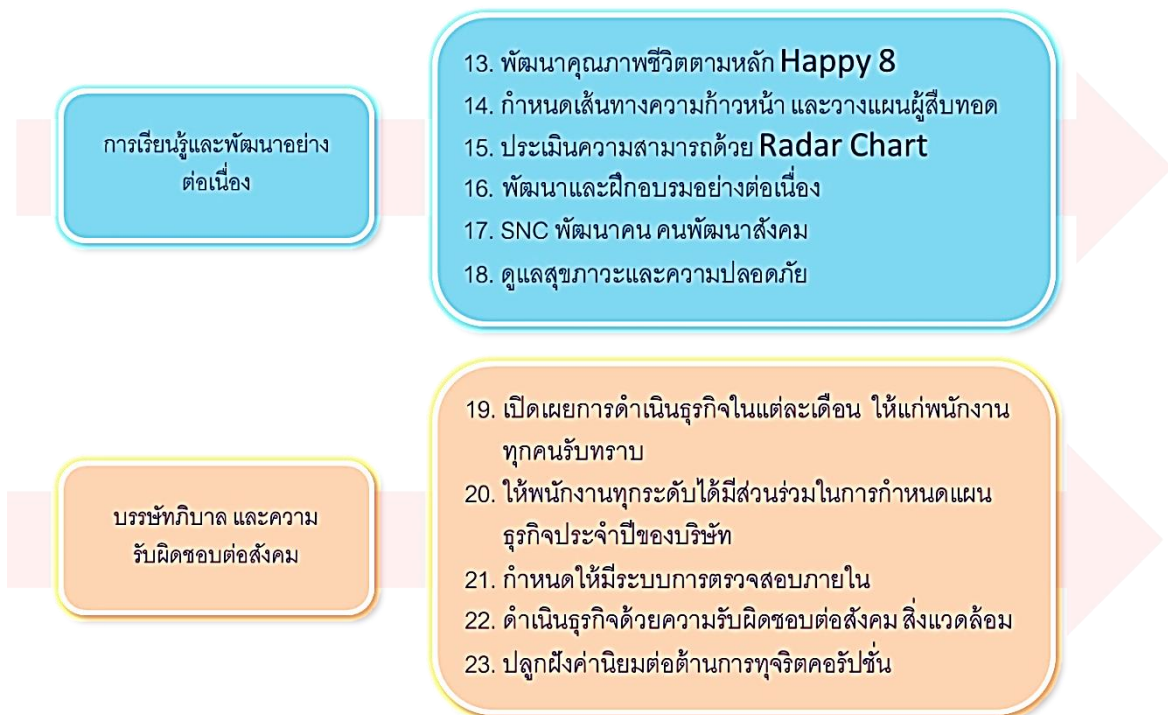 การเรียนรู้และพัฒนาอย่าง
ต่อเนื่อง
13. พัฒนาคุณภาพชีวิตตามหลัก Happy 8
14. กำหนดเส้นทางความก้าวหน้า และวางแผนผู้สืบทอด
15. ประเมินความสามารถด้วย Radar Chart
16. พัฒนาและฝึกอบรมอย่างต่อเนื่อง
17. SNC พัฒนาคน คนพัฒนาสังคม
18. ดูแลสุขภาวะและความปลอดภัย
บรรษัทภิบาล และความ
รับผิดชอบต่อสังคม
19. เปิดเผยการดำเนินธุรกิจในแต่ละเดือน ให้แก่พนักงาน
ทุกคนรับทราบ
20. ให้พนักงานทุกระดับได้มีส่วนร่วมในการกำหนดแผน
ธุรกิจประจำปีของบริษัท
21. กำหนดให้มีระบบการตรวจสอบภายใน
22. ดำเนินธุรกิจด้วยความรับผิดชอบต่อสังคม สิ่งแวดล้อม
23. ปลูกฝังค่านิยมต่อต้านการทุจริตคอรัปชั่น